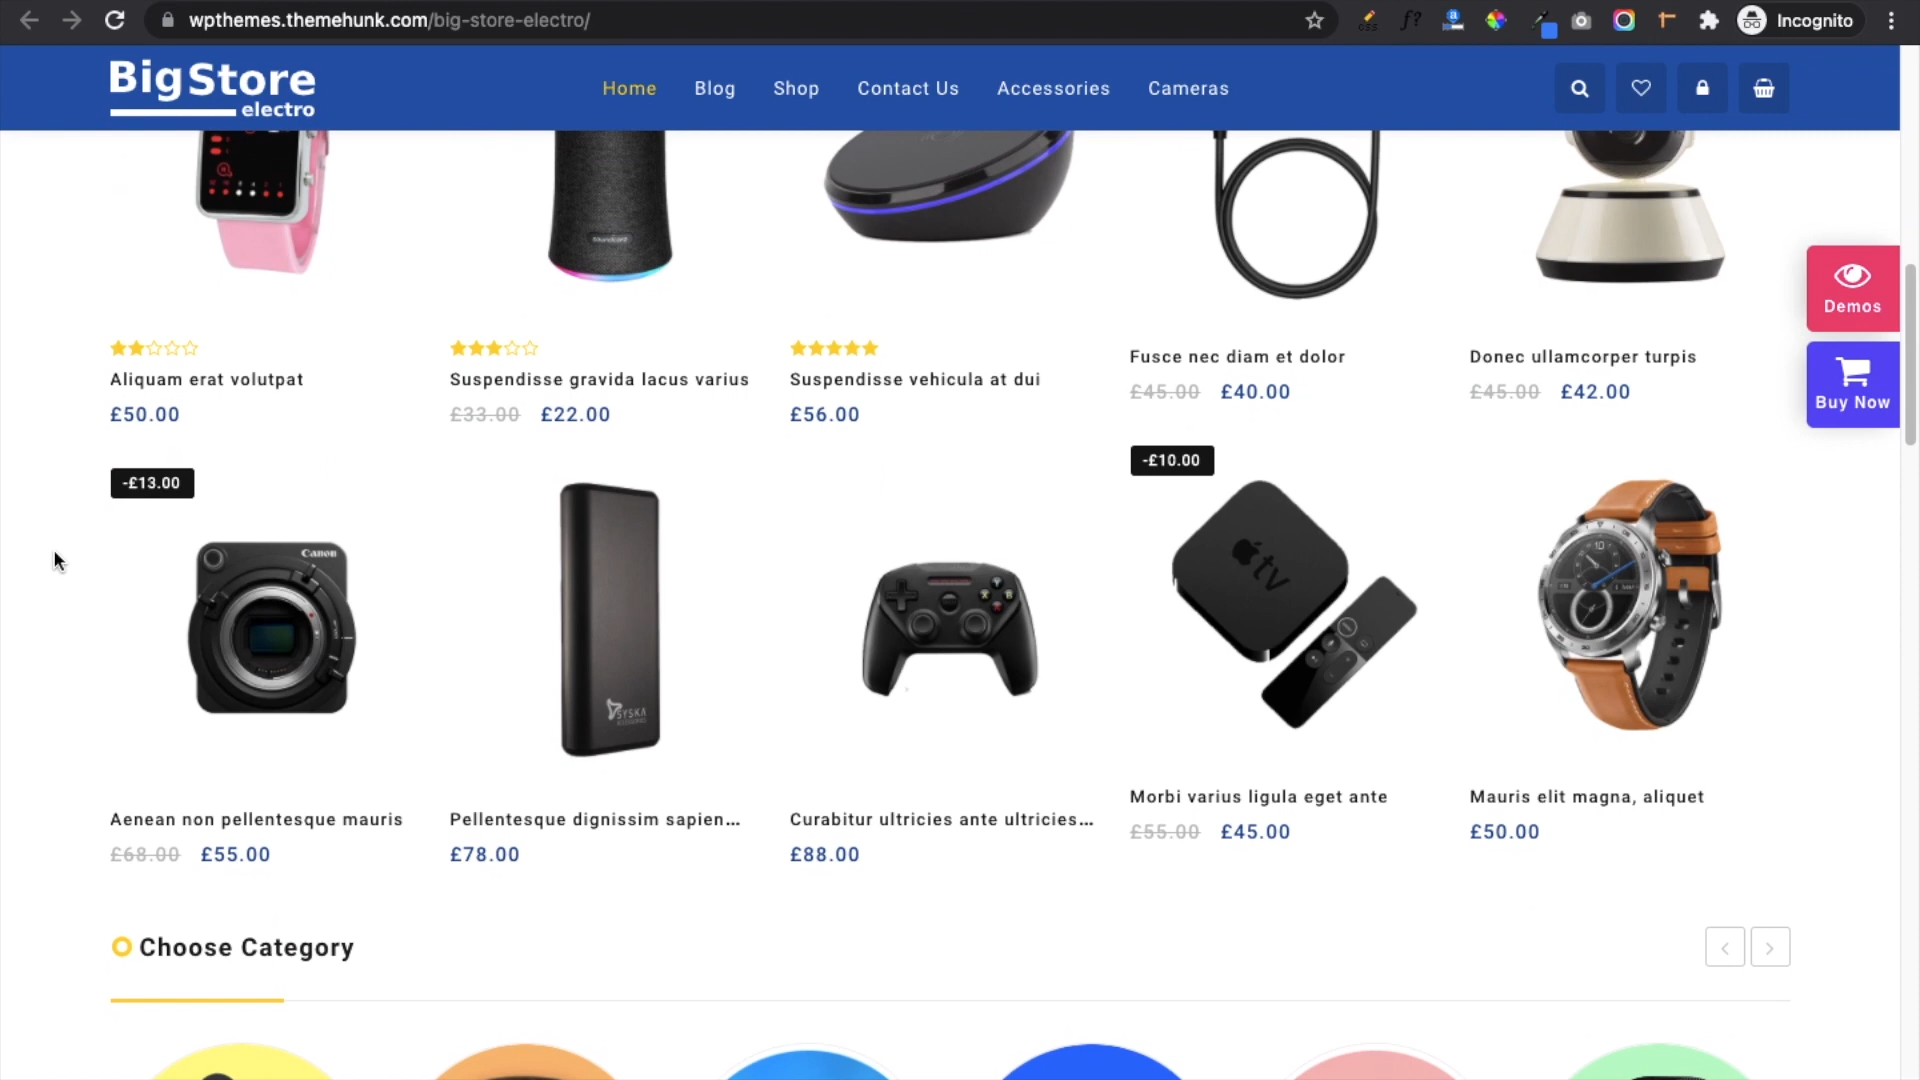 wpthemes.themehunk.com/big-store-electro/
Incognito
BigStore
electro
Home
Blog
Shop
Contact Us
Accessories
Cameras
Demos
Buy Now
soundcore
Aliquam erat volutpat
£50.00
Suspendisse gravida lacus varius
£33.00 £22.00
Suspendisse vehicula at dui
£56.00
Fusce nec diam et dolor
£45.00 £40.00
Donec ullamcorper turpis
£45.00 £42.00
-£13.00
Canon
Aenean non pellentesque mauris
£68.00 £55.00
SYSKA
Pellentesque dignissim sapien...
£78.00
Curabitur ultricies ante ultricies...
£88.00
-£10.00
tv
Morbi varius ligula eget ante
£55.00 £45.00
Mauris elit magna, aliquet
£50.00
Choose Category